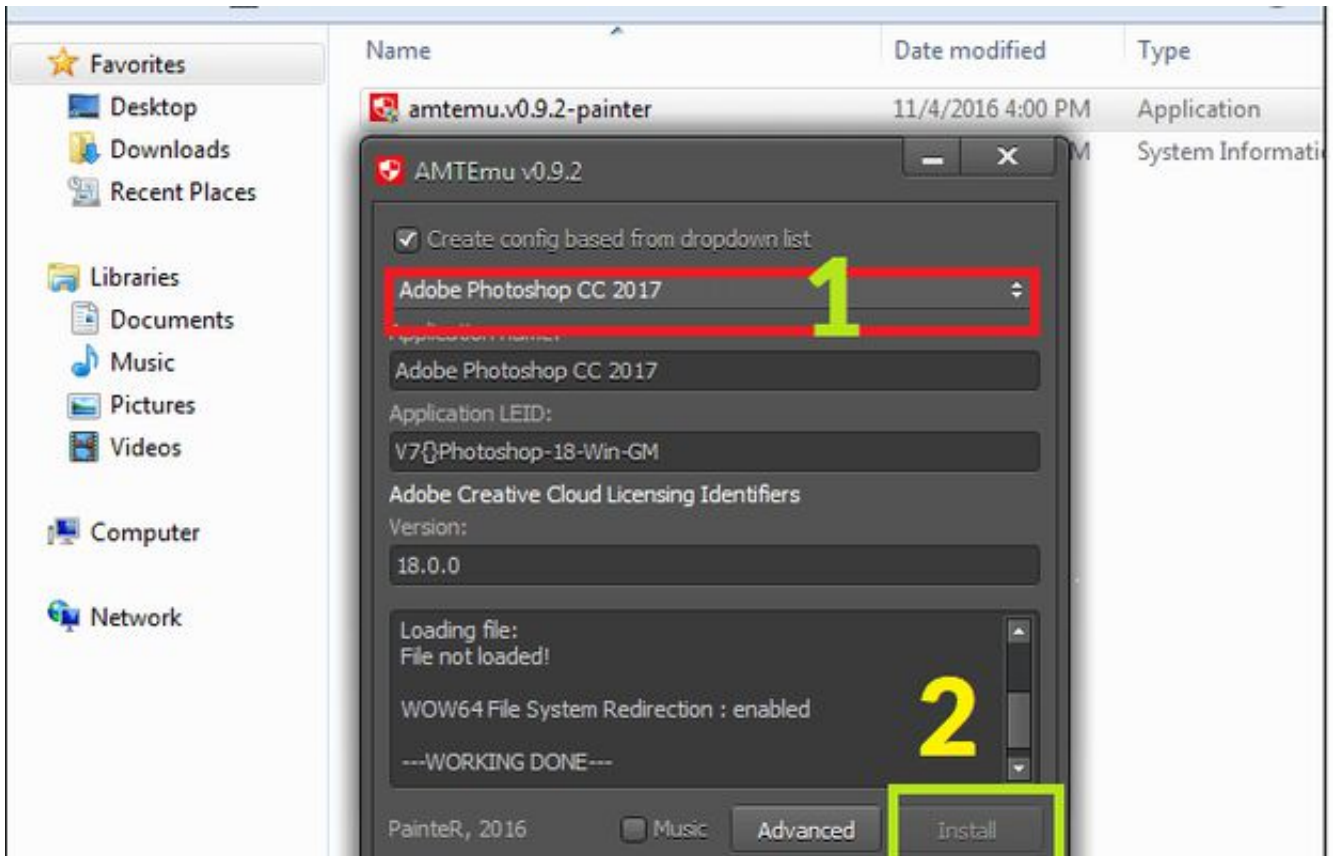 Name Date modified Type
Favorites
Desktop
Downloads
Recent Places
Libraries
Documents
Music
Pictures
Videos
Computer
Network
amtemu.v0.9.2-painter 11/4/2016 4:00 PM Application
M System Informati
AMTEmu v0.9.2
Create config based from dropdown list
1
Adobe Photoshop CC 2017
Application name:
Adobe Photoshop CC 2017
Application LEID:
V7{}Photoshop-18-Win-GM
Adobe Creative Cloud Licensing Identifiers
Version:
18.0.0
Loading file:
File not loaded!
WOW64 File System Redirection : enabled
---WORKING DONE---
2
PainteR, 2016 Music Advanced Install